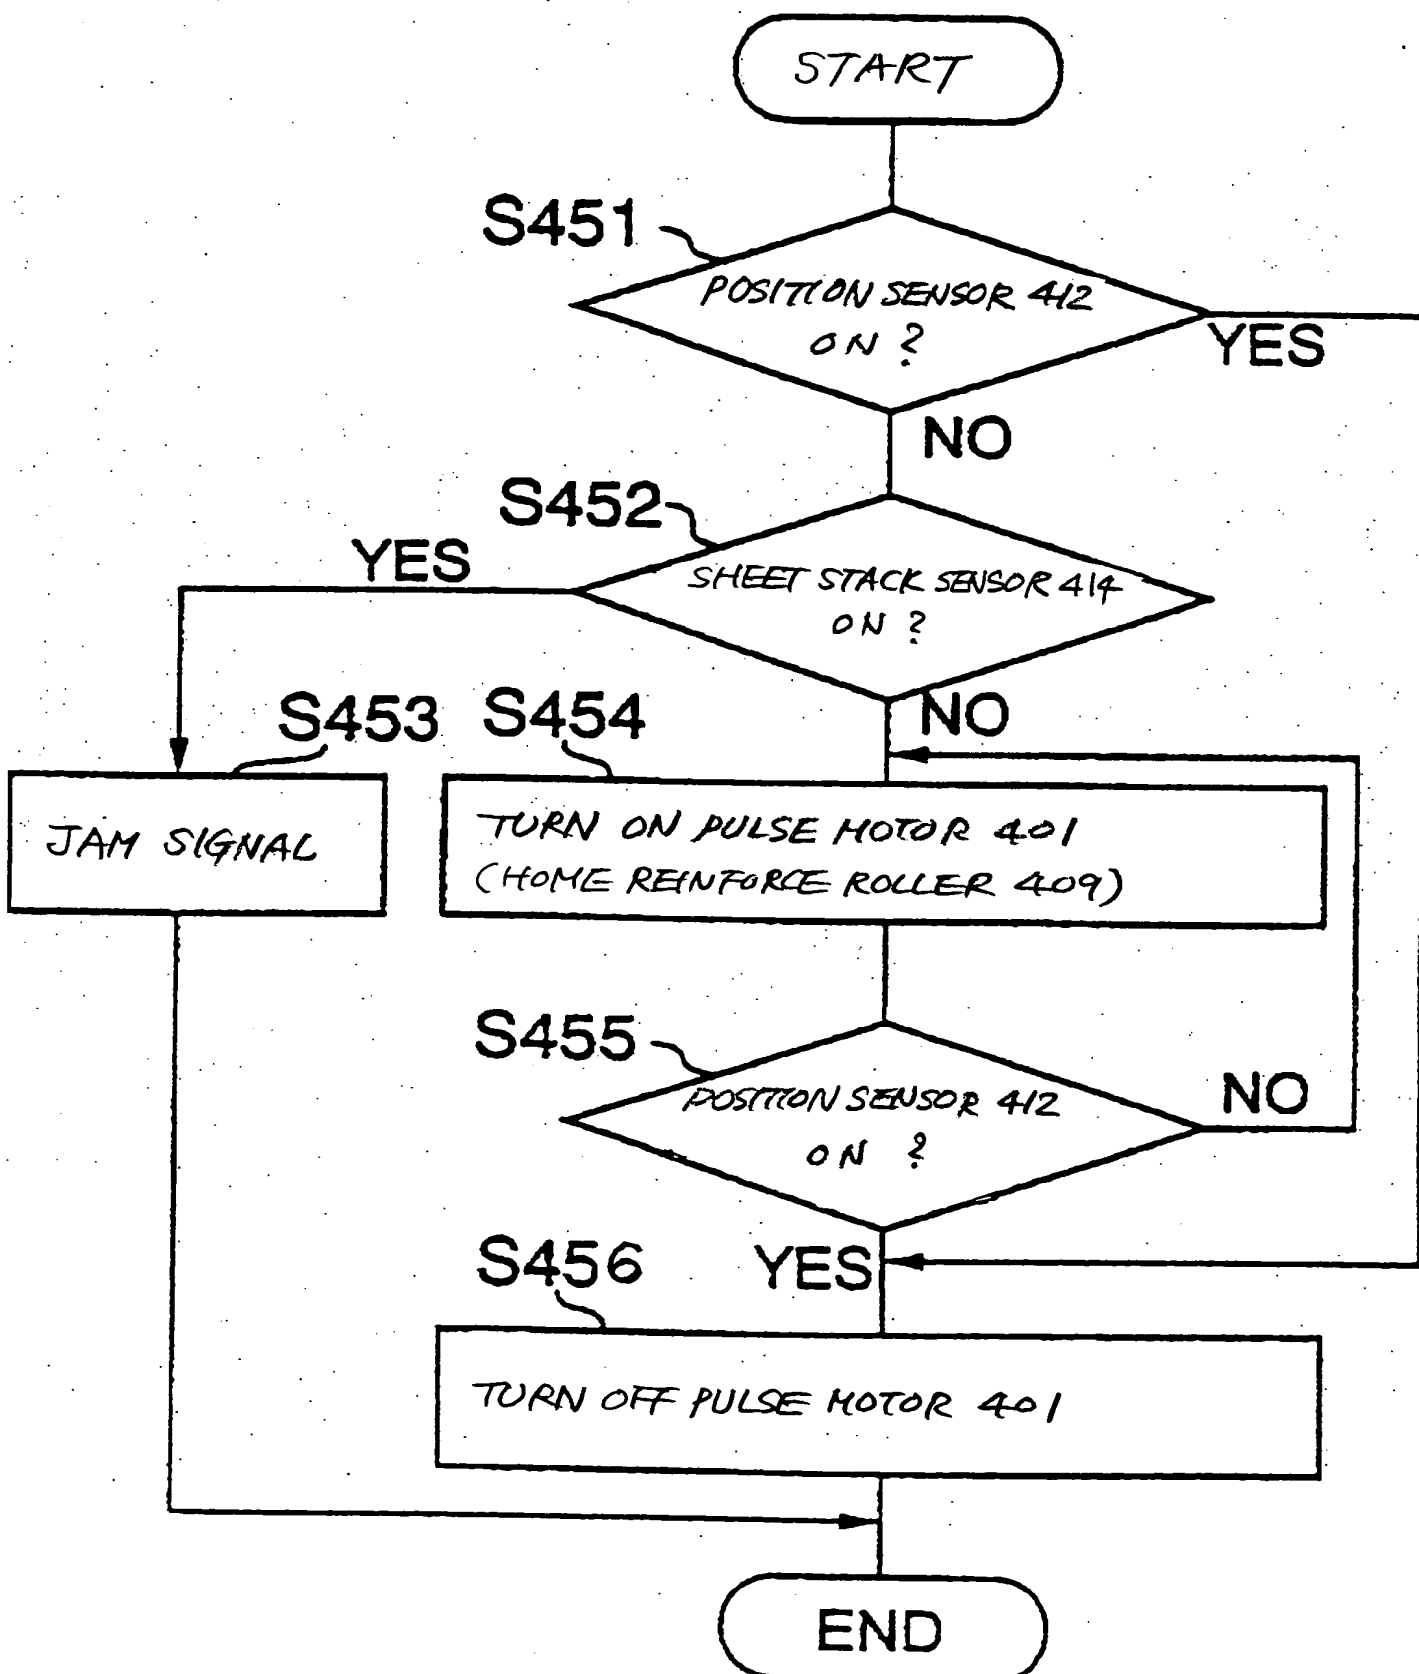 START
S451
POSITION SENSOR 412
ON ?
YES
NO
S452
YES
SHEET STACK SENSOR 414
ON ?
NO
S453
S454
JAM SIGNAL
TURN ON PULSE MOTOR 401
(HOME REINFORCE ROLLER 409)
S455
POSITION SENSOR 412
ON ?
NO
YES
S456
TURN OFF PULSE MOTOR 401
END